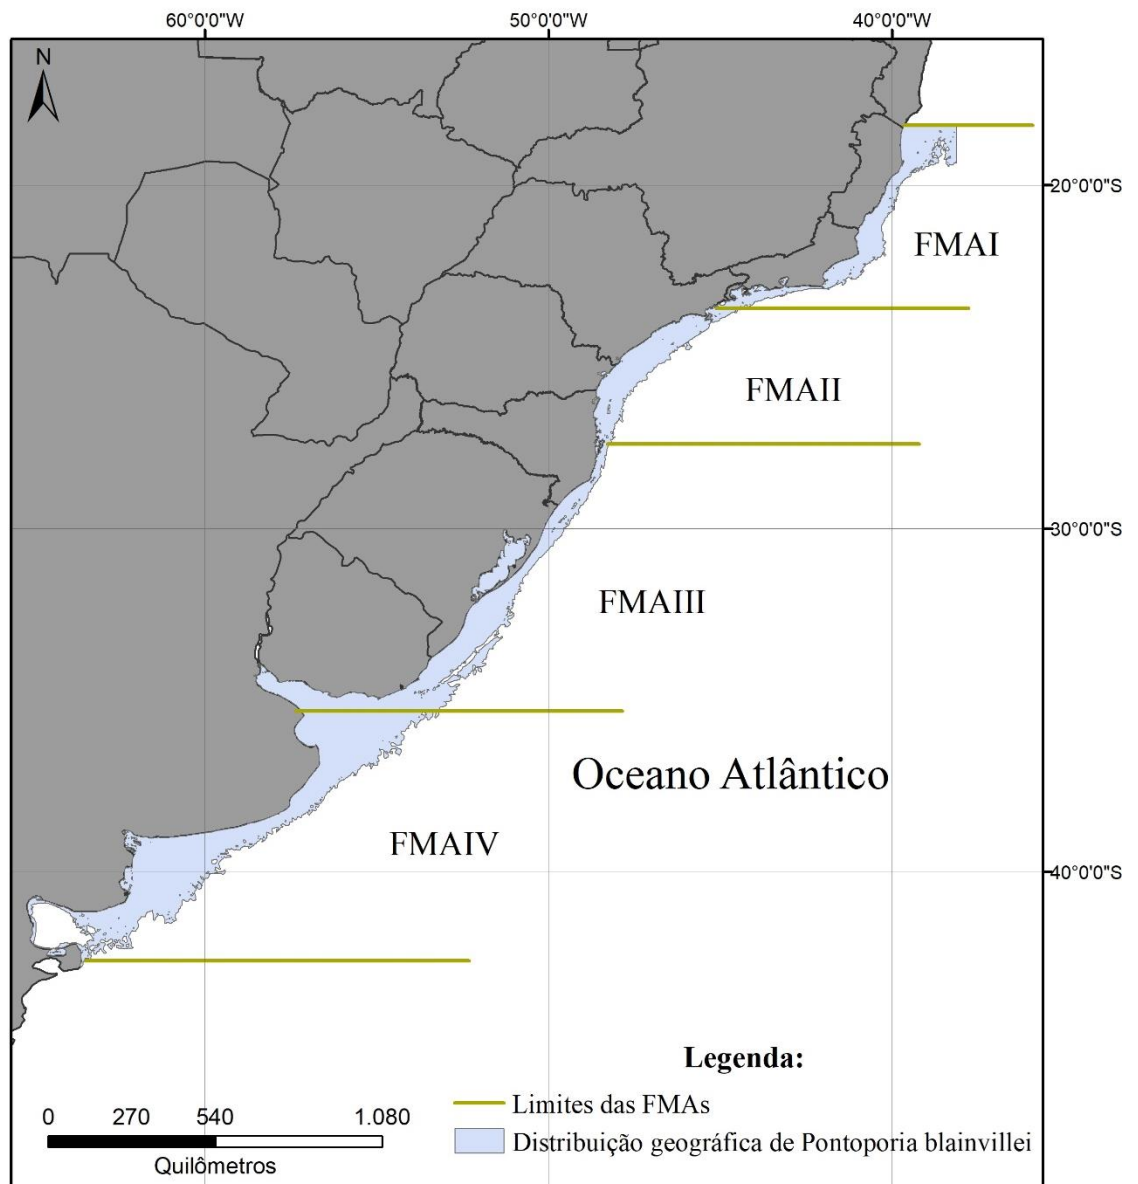 60°0'0"W 50°0'0"W 40°0'0"W
N
20°0'0"S
FMAI
FMAII
30°0'0"S
FMAIII
Oceano Atlântico
FMAIV
40°0'0"S
Legenda:
Limites das FMAs
Distribuição geográfica de Pontoporia blainvillei
0 270 540 1.080
Quilômetros